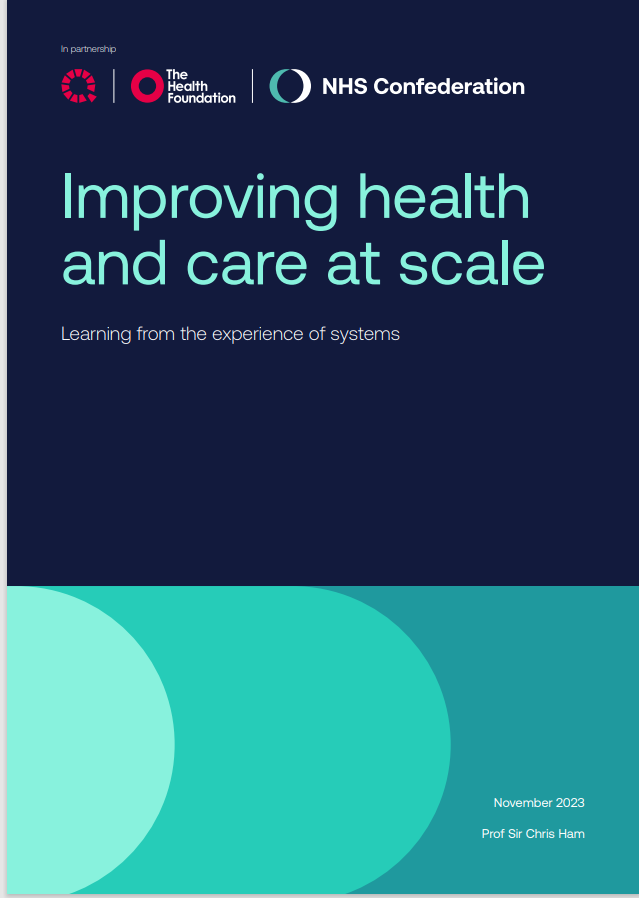 In partnership
The
Health
Foundation
NHS Confederation
Improving health
and care at scale
Learning from the experience of systems
November 2023
Prof Sir Chris Ham